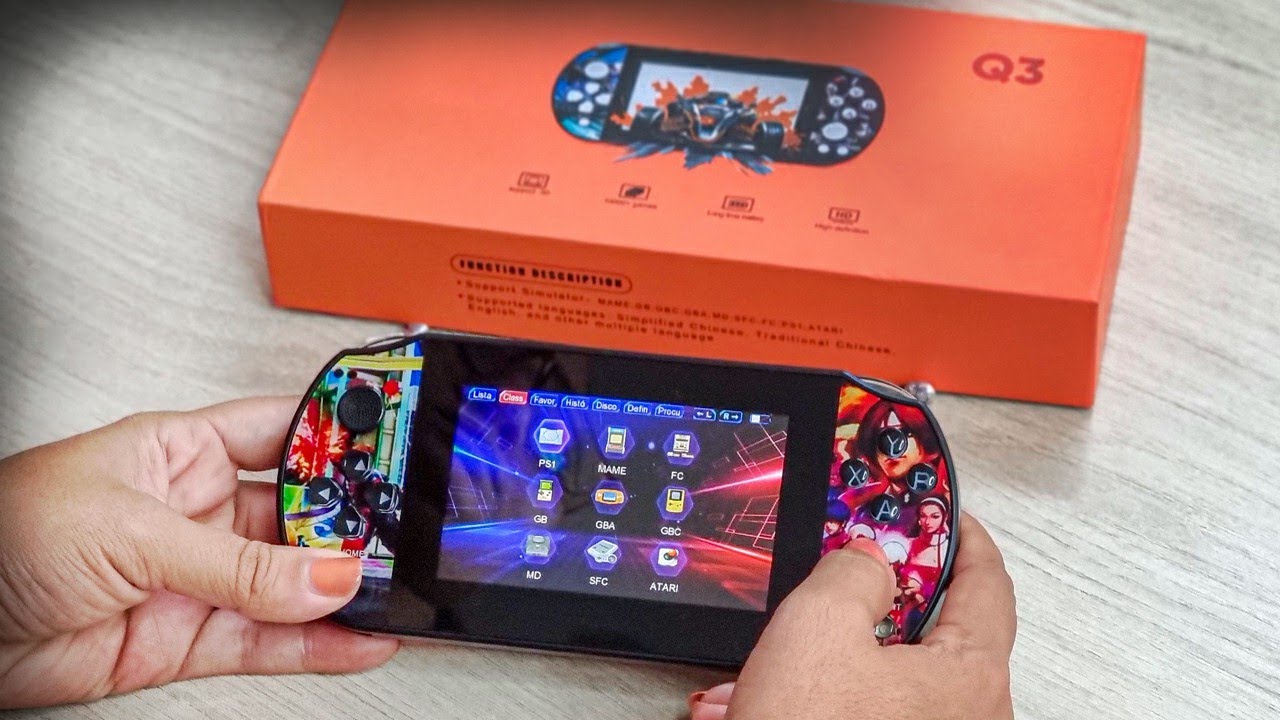 Q3
High definition
FUNCTION DESCRIPTION
• Support Simulator: MAME.GB.GBC.GBA.MD.SFC.FC.PS1.ATARI
• Supported languages Simplified Chinese, Traditional Chinese,
English, and other multiple language
Lista Class Favor Histó Disco Defin Procu ← L R →
PS1 MAME FC
GB GBA GBC
MD SFC ATARI
Y
X
A
HOME